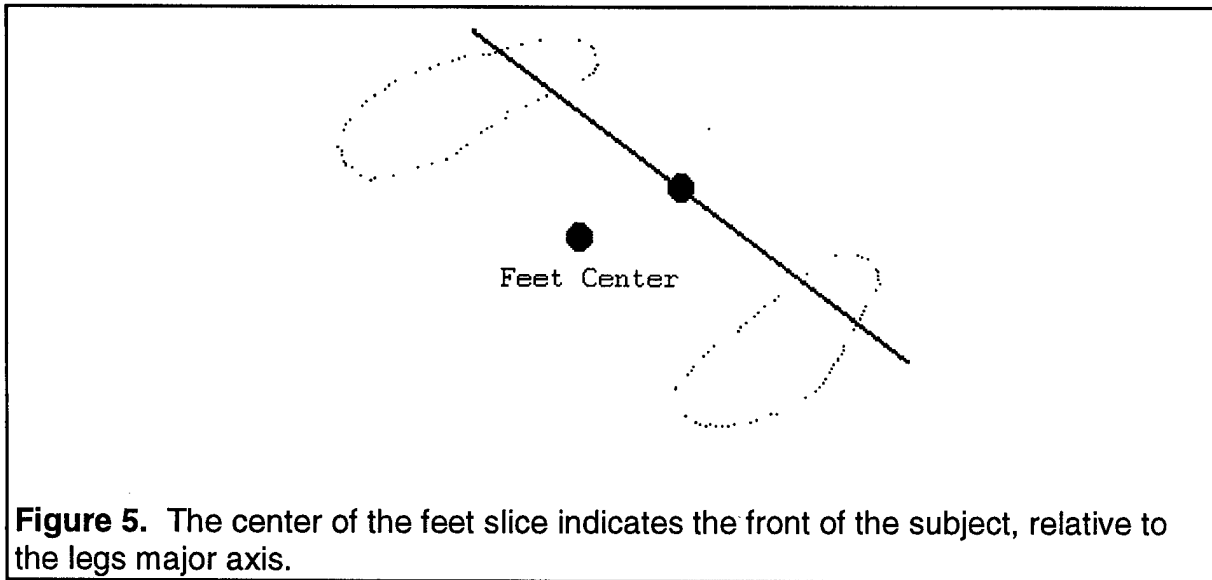 Feet Center
Figure 5. The center of the feet slice indicates the front of the subject, relative to
the legs major axis.